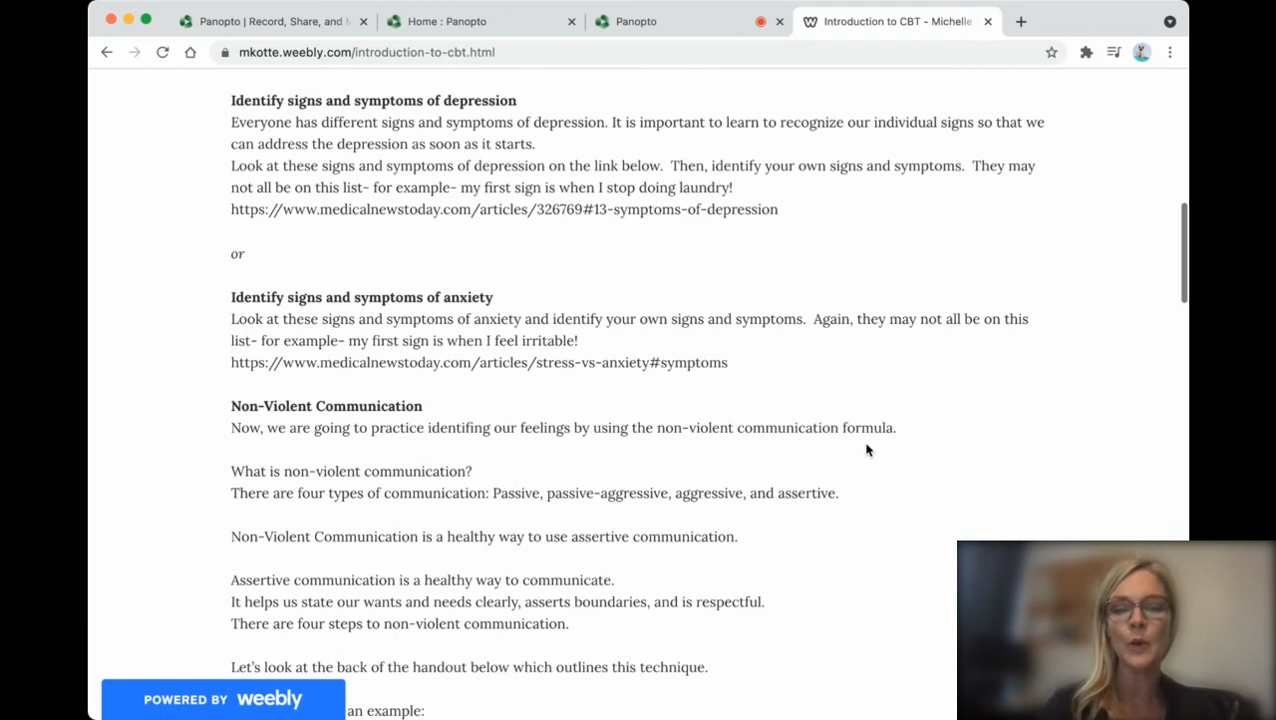 Panopto | Record, Share, and M
Home : Panopto
Panopto
Introduction to CBT - Michelle
mkotte.weebly.com/introduction-to-cbt.html
Identify signs and symptoms of depression
Everyone has different signs and symptoms of depression. It is important to learn to recognize our individual signs so that we
can address the depression as soon as it starts.
Look at these signs and symptoms of depression on the link below.  Then, identify your own signs and symptoms.  They may
not all be on this list- for example- my first sign is when I stop doing laundry!
https://www.medicalnewstoday.com/articles/326769#13-symptoms-of-depression
or
Identify signs and symptoms of anxiety
Look at these signs and symptoms of anxiety and identify your own signs and symptoms.  Again, they may not all be on this
list- for example- my first sign is when I feel irritable!
https://www.medicalnewstoday.com/articles/stress-vs-anxiety#symptoms
Non-Violent Communication
Now, we are going to practice identifing our feelings by using the non-violent communication formula.
What is non-violent communication?
There are four types of communication: Passive, passive-aggressive, aggressive, and assertive.
Non-Violent Communication is a healthy way to use assertive communication.
Assertive communication is a healthy way to communicate.
It helps us state our wants and needs clearly, asserts boundaries, and is respectful.
There are four steps to non-violent communication.
Let's look at the back of the handout below which outlines this technique.
POWERED BY weebly
an example: